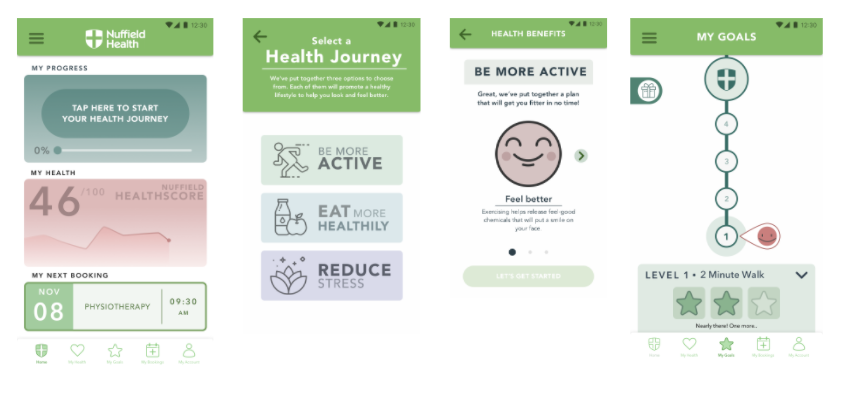 12:30
Nuffield
Health
MY PROGRESS
TAP HERE TO START
YOUR HEALTH JOURNEY
0%
MY HEALTH
46/100
NUFFIELD
HEALTHSCORE
MY NEXT BOOKING
NOV
08
PHYSIOTHERAPY
09:30
AM
Home
My Health
My Goals
My Bookings
My Account
12:30
Select a
Health Journey
We've put together three options to choose
from. Each of them will promote a healthy
lifestyle to help you look and feel better.
BE MORE
ACTIVE
EAT MORE
HEALTHILY
REDUCE
STRESS
12:30
HEALTH BENEFITS
BE MORE ACTIVE
Great, we've put together a plan
that will get you fitter in no time!
Feel better
Exercising helps release feel-good
chemicals that will put a smile on
your face.
LET'S GET STARTED
12:30
MY GOALS
4
3
2
1
LEVEL 1 • 2 Minute Walk
Nearly there! One more..
Home
My Health
My Goals
My Bookings
My Account